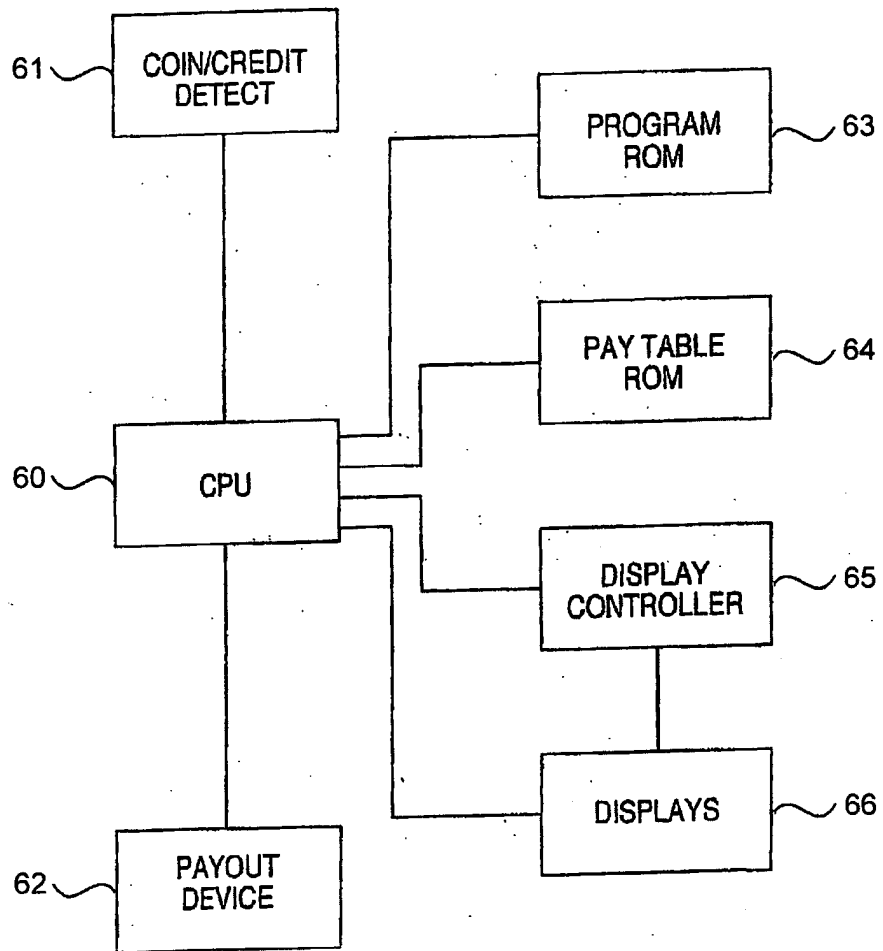 61
COIN/CREDIT
DETECT
PROGRAM
ROM
63
PAY TABLE
ROM
64
60
CPU
DISPLAY
CONTROLLER
65
DISPLAYS
66
62
PAYOUT
DEVICE